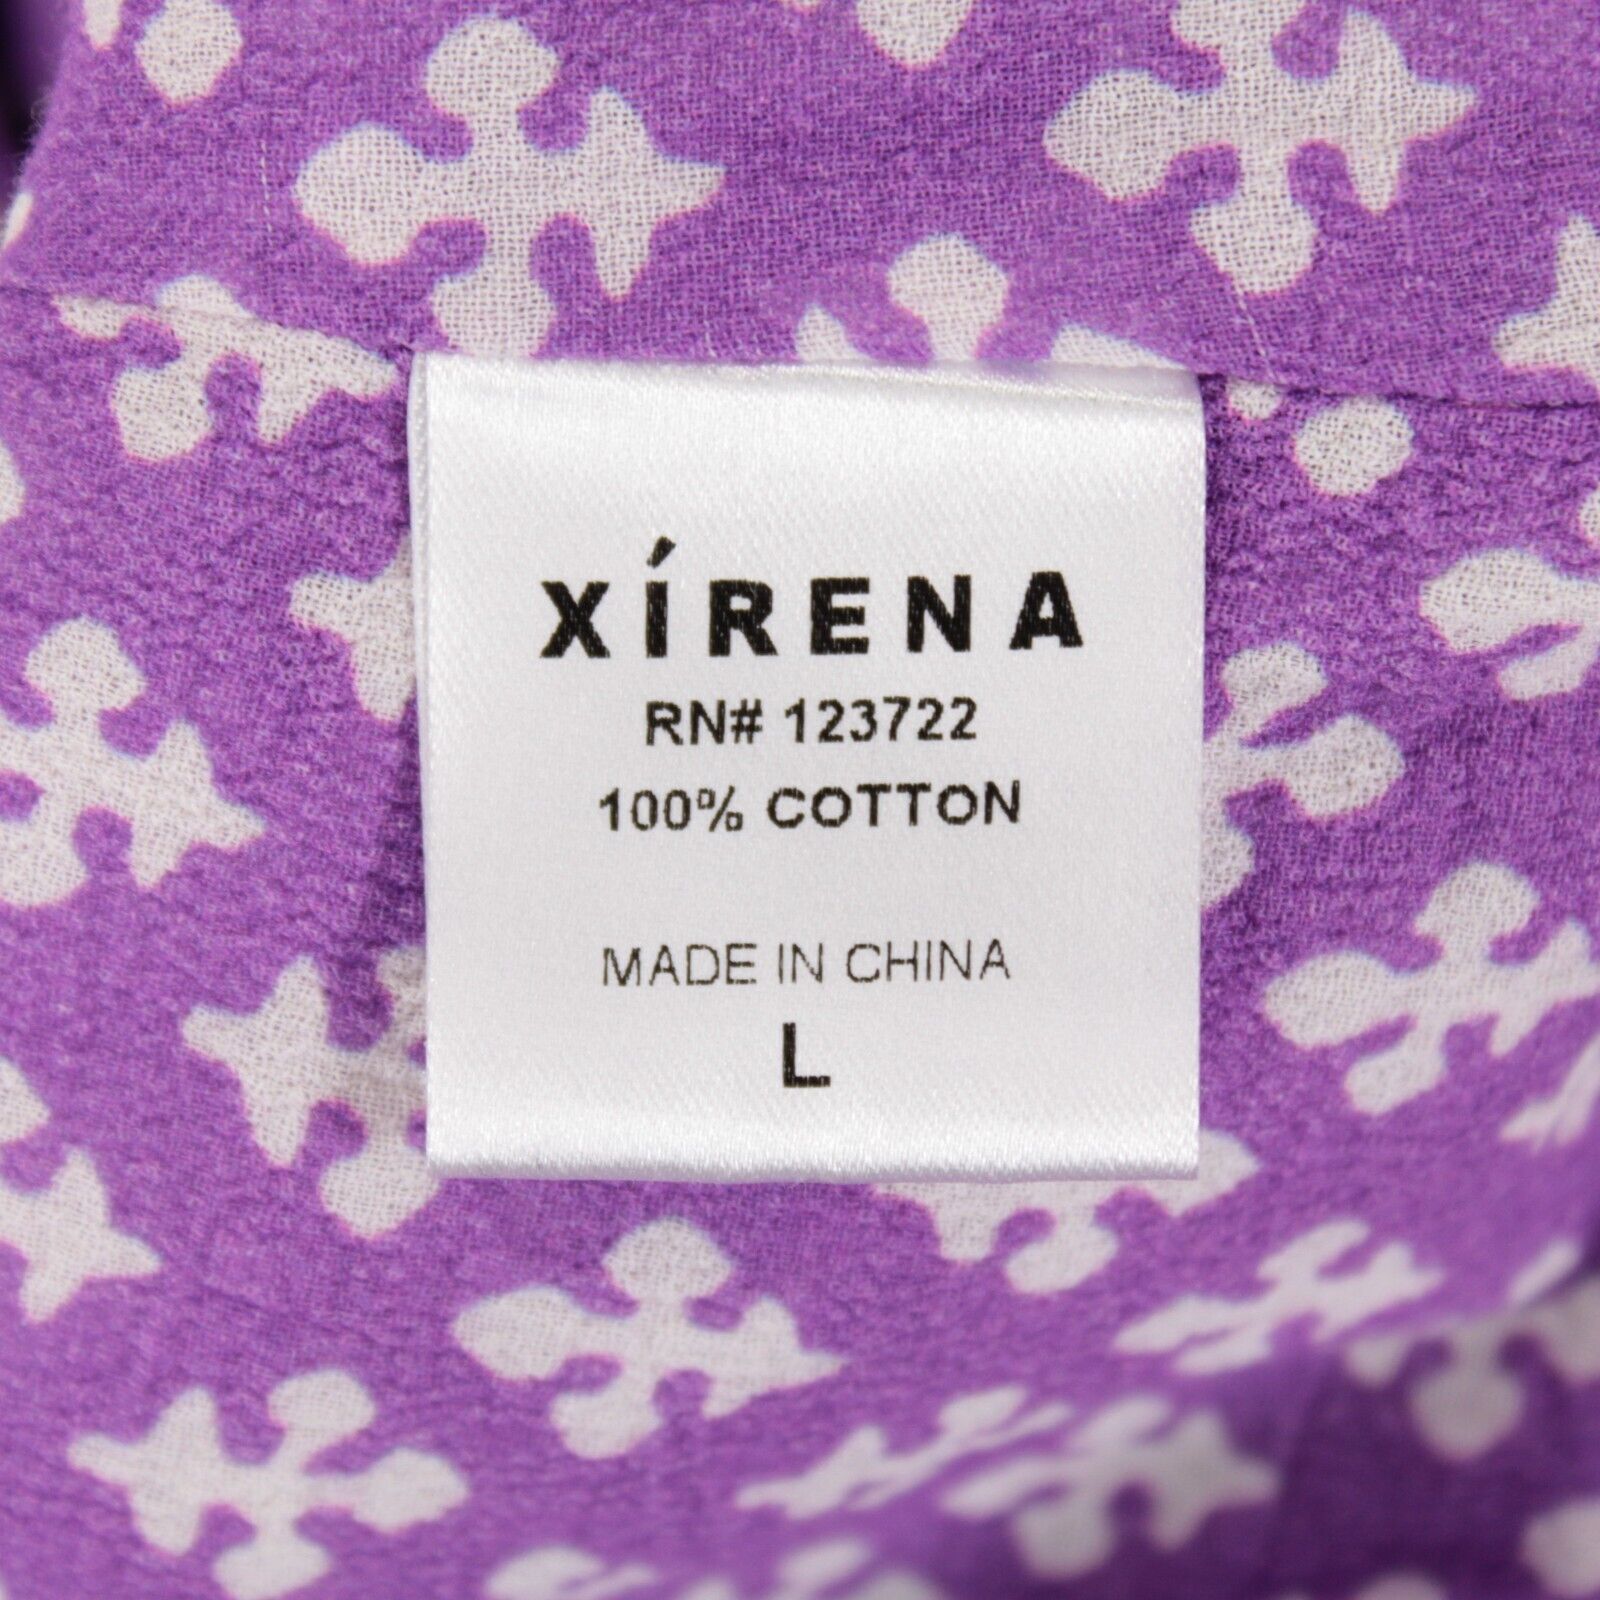 XÍRENA
RN# 123722
100% COTTON
MADE IN CHINA
L